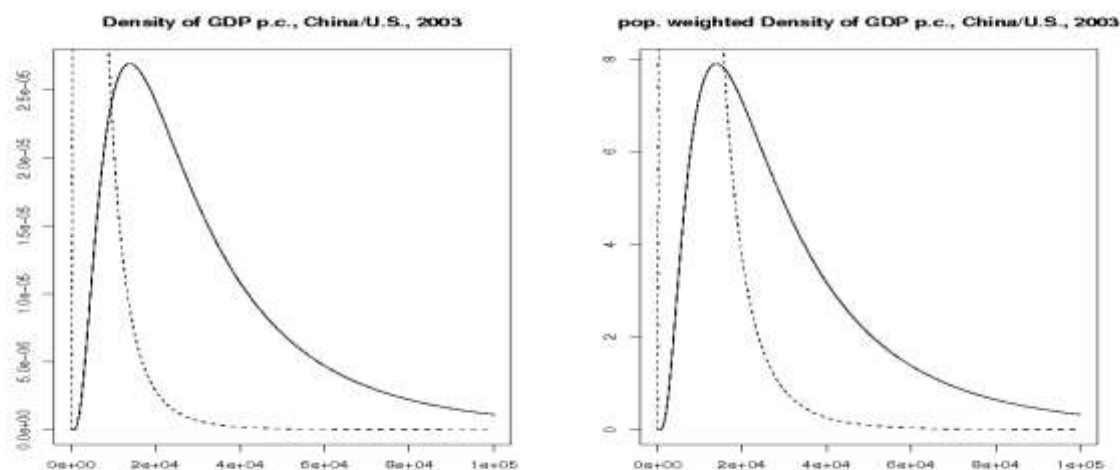 Density of GDP p.c., China/U.S., 2003
2.5e-05
2.0e-05
1.5e-05
1.0e-05
5.0e-06
0.0e+00
0e+00 2e+04 4e+04 6e+04 8e+04 1e+05
pop. weighted Density of GDP p.c., China/U.S., 2003
8
6
4
2
0
0e+00 2e+04 4e+04 6e+04 8e+04 1e+05